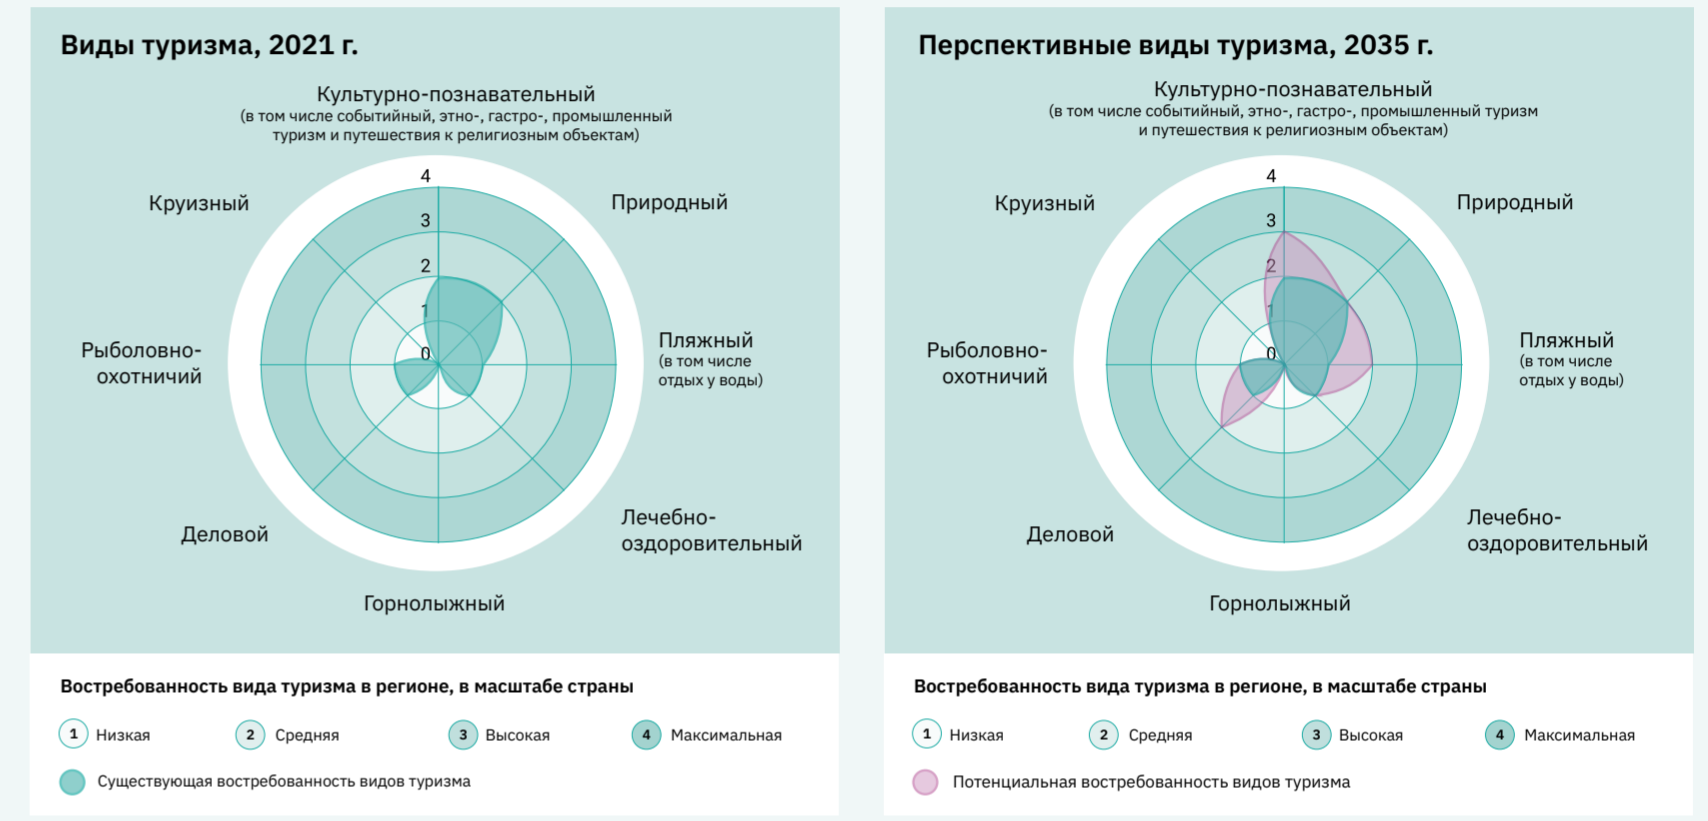 Виды туризма, 2021 г.
Культурно-познавательный
(в том числе событийный, этно-, гастро-, промышленный
туризм и путешествия к религиозным объектам)
Круизный
Природный
4
3
2
1
0
Рыболовно-
охотничий
Пляжный
(в том числе
отдых у воды)
Деловой
Лечебно-
оздоровительный
Горнолыжный
Востребованность вида туризма в регионе, в масштабе страны
1 Низкая
2 Средняя
3 Высокая
4 Максимальная
Существующая востребованность видов туризма
Перспективные виды туризма, 2035 г.
Культурно-познавательный
(в том числе событийный, этно-, гастро-, промышленный туризм
и путешествия к религиозным объектам)
Круизный
Природный
4
3
2
1
0
Рыболовно-
охотничий
Пляжный
(в том числе
отдых у воды)
Деловой
Лечебно-
оздоровительный
Горнолыжный
Востребованность вида туризма в регионе, в масштабе страны
1 Низкая
2 Средняя
3 Высокая
4 Максимальная
Потенциальная востребованность видов туризма